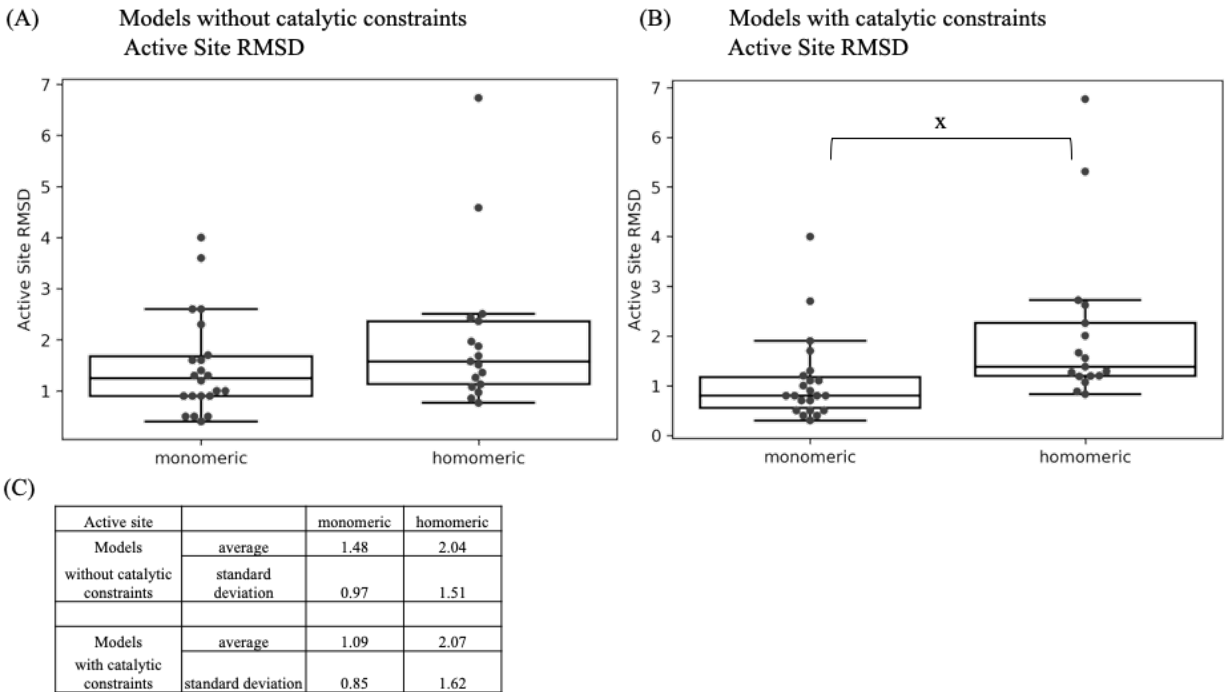 (A) Models without catalytic constraints
Active Site RMSD
7
6
5
4
3
2
1
Active Site RMSD
monomeric homomeric
(B) Models with catalytic constraints
Active Site RMSD
x
7
6
5
4
3
2
1
0
Active Site RMSD
monomeric homomeric
(C)
Active site monomeric homomeric
Models average 1.48 2.04
without catalytic constraints standard deviation 0.97 1.51
Models average 1.09 2.07
with catalytic constraints standard deviation 0.85 1.62